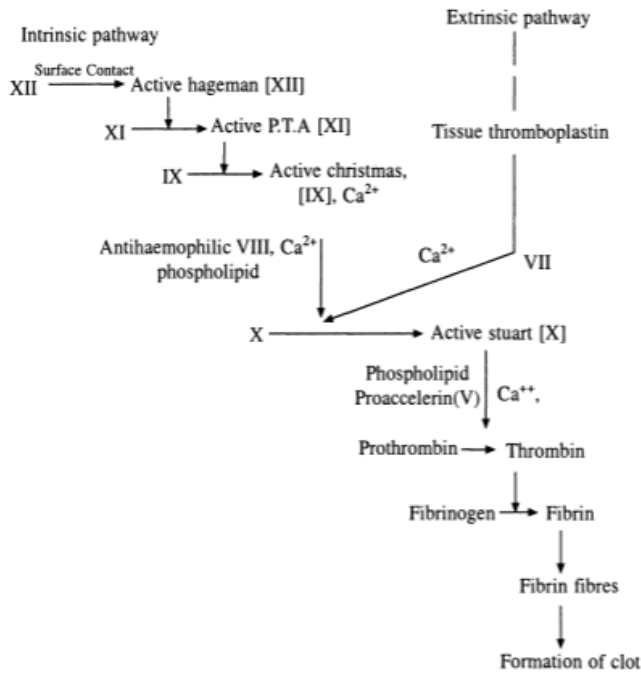 Extrinsic pathway
Intrinsic pathway
Surface Contact
XII
Active hageman [XII]
XI
Active P.T.A [XI]
Tissue thromboplastin
IX
Active christmas,
[IX], Ca²⁺
Antihaemophilic VIII, Ca²⁺
phospholipid
Ca²⁺
VII
X
Active stuart [X]
Phospholipid
Proaccelerin(V)
Ca⁺⁺,
Prothrombin
Thrombin
Fibrinogen
Fibrin
Fibrin fibres
Formation of clot